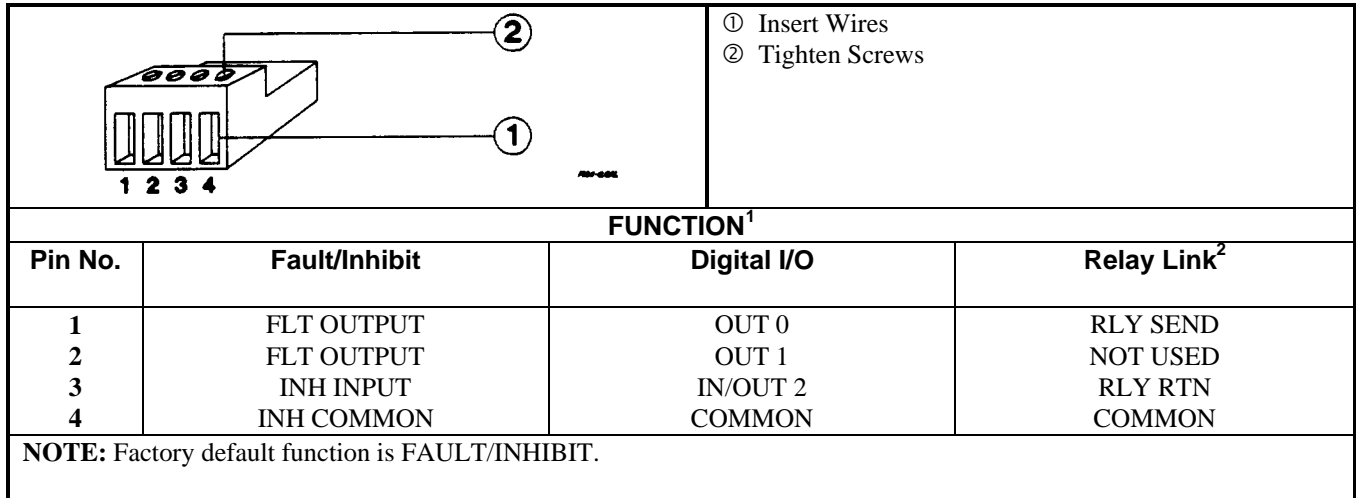 ②
① Insert Wires
② Tighten Screws
①
1 2 3 4
FUNCTION1
Pin No. Fault/Inhibit Digital I/O Relay Link2
1 FLT OUTPUT OUT 0 RLY SEND
2 FLT OUTPUT OUT 1 NOT USED
3 INH INPUT IN/OUT 2 RLY RTN
4 INH COMMON COMMON COMMON
NOTE: Factory default function is FAULT/INHIBIT.